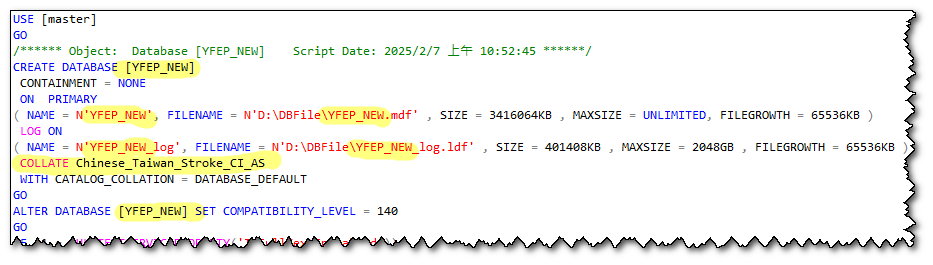 USE [master]
GO
/****** Object:  Database [YFEP_NEW]    Script Date: 2025/2/7 上午 10:52:45 ******/
CREATE DATABASE [YFEP_NEW]
 CONTAINMENT = NONE
 ON  PRIMARY
( NAME = N'YFEP_NEW', FILENAME = N'D:\DBFile\YFEP_NEW.mdf' , SIZE = 3416064KB , MAXSIZE = UNLIMITED, FILEGROWTH = 65536KB )
 LOG ON
( NAME = N'YFEP_NEW_log', FILENAME = N'D:\DBFile\YFEP_NEW_log.ldf' , SIZE = 401408KB , MAXSIZE = 2048GB , FILEGROWTH = 65536KB )
 COLLATE Chinese_Taiwan_Stroke_CI_AS
 WITH CATALOG_COLLATION = DATABASE_DEFAULT
GO
ALTER DATABASE [YFEP_NEW] SET COMPATIBILITY_LEVEL = 140
GO